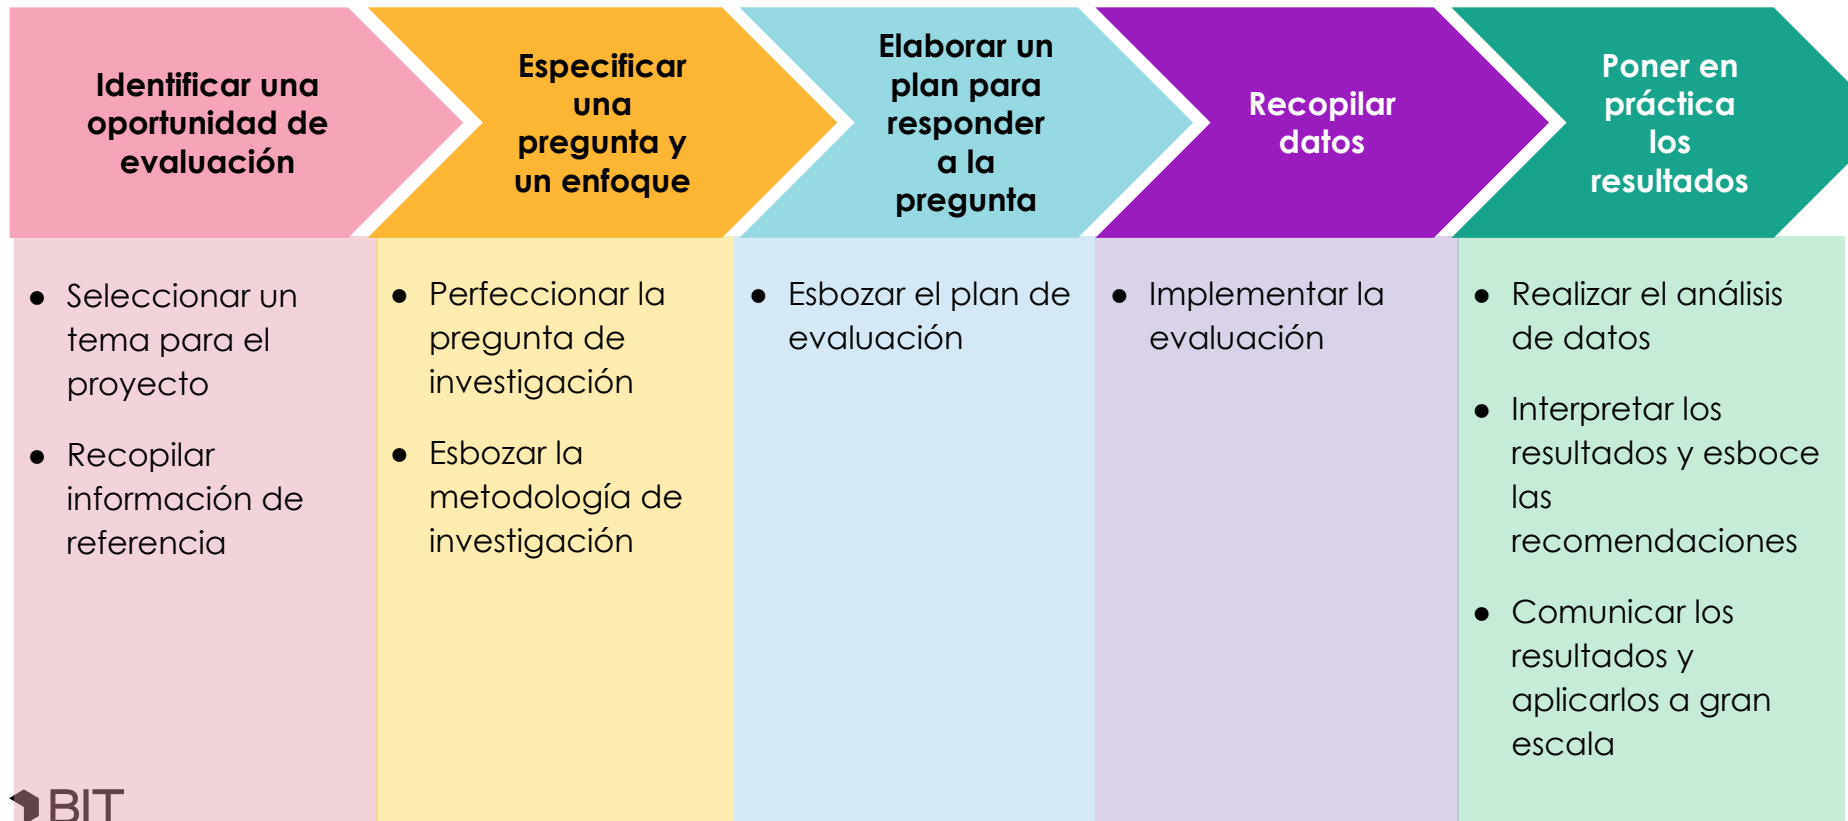 Identificar una
oportunidad de
evaluación
Especificar
una
pregunta y
un enfoque
Elaborar un
plan para
responder
a la
pregunta
Recopilar
datos
Poner en
práctica
los
resultados
● Seleccionar un
tema para el
proyecto
● Recopilar
información de
referencia
● Perfeccionar la
pregunta de
investigación
● Esbozar la
metodología de
investigación
● Esbozar el plan de
evaluación
● Implementar la
evaluación
● Realizar el análisis
de datos
● Interpretar los
resultados y esboce
las
recomendaciones
● Comunicar los
resultados y
aplicarlos a gran
escala
BIT